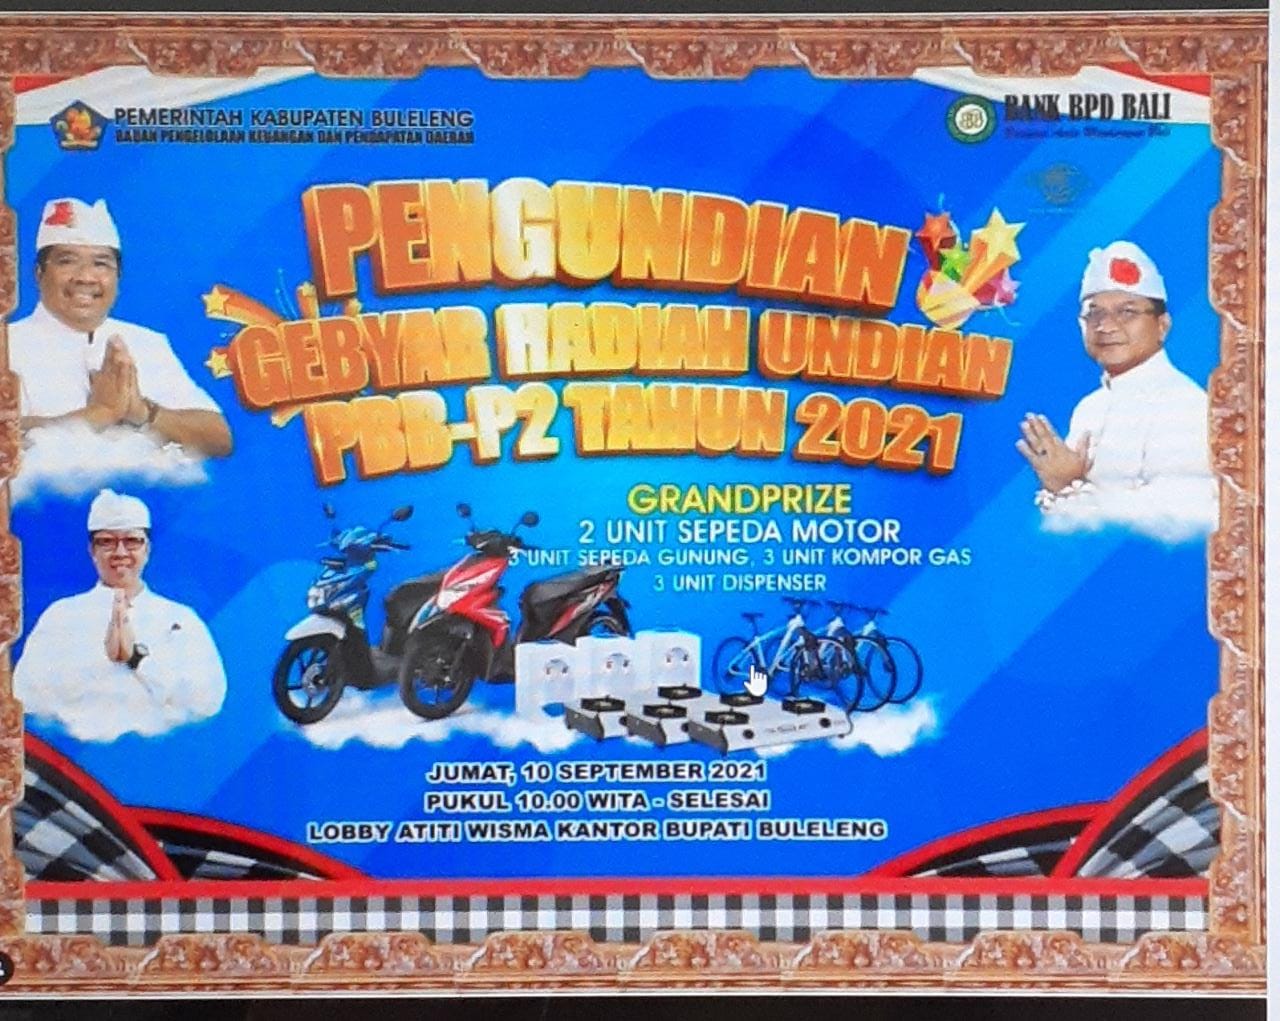 PEMERINTAH KABUPATEN BULELENG
BADAN PENGELOLAAN KEUANGAN DAN PENDAPATAN DAERAH
BANK BPD BALI
PENGUNDIAN
GEBYAR HADIAH UNDIAN
PBB-P2 TAHUN 2021
GRANDPRIZE
2 UNIT SEPEDA MOTOR
3 UNIT SEPEDA GUNUNG, 3 UNIT KOMPOR GAS
3 UNIT DISPENSER
JUMAT, 10 SEPTEMBER 2021
PUKUL 10.00 WITA - SELESAI
LOBBY ATITI WISMA KANTOR BUPATI BULELENG